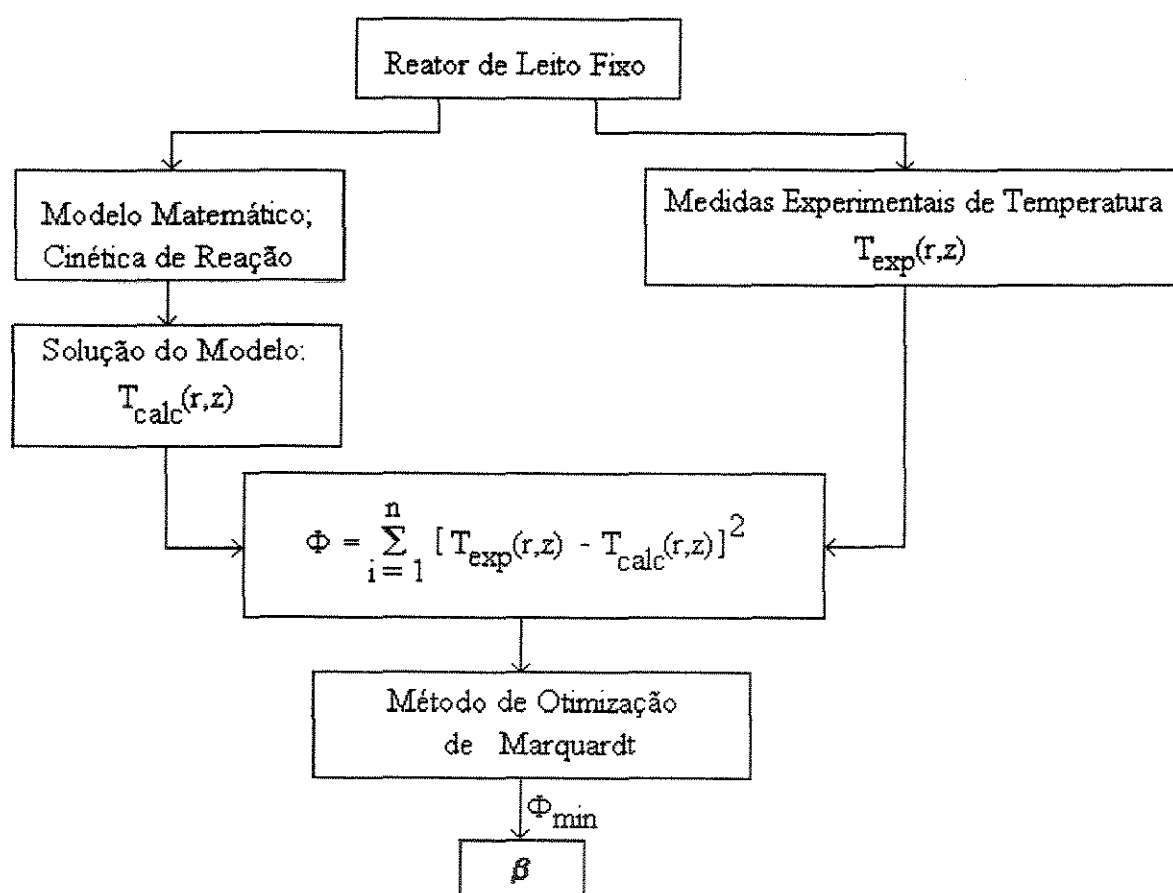 Reator de Leito Fixo
Modelo Matemático;
Cinética de Reação
Medidas Experimentais de Temperatura
T_exp(r,z)
Solução do Modelo:
T_calc(r,z)
Φ = n∑i = 1 [ T_exp(r,z) - T_calc(r,z)]^2
Método de Otimização
de Marquardt
Φ_min
β